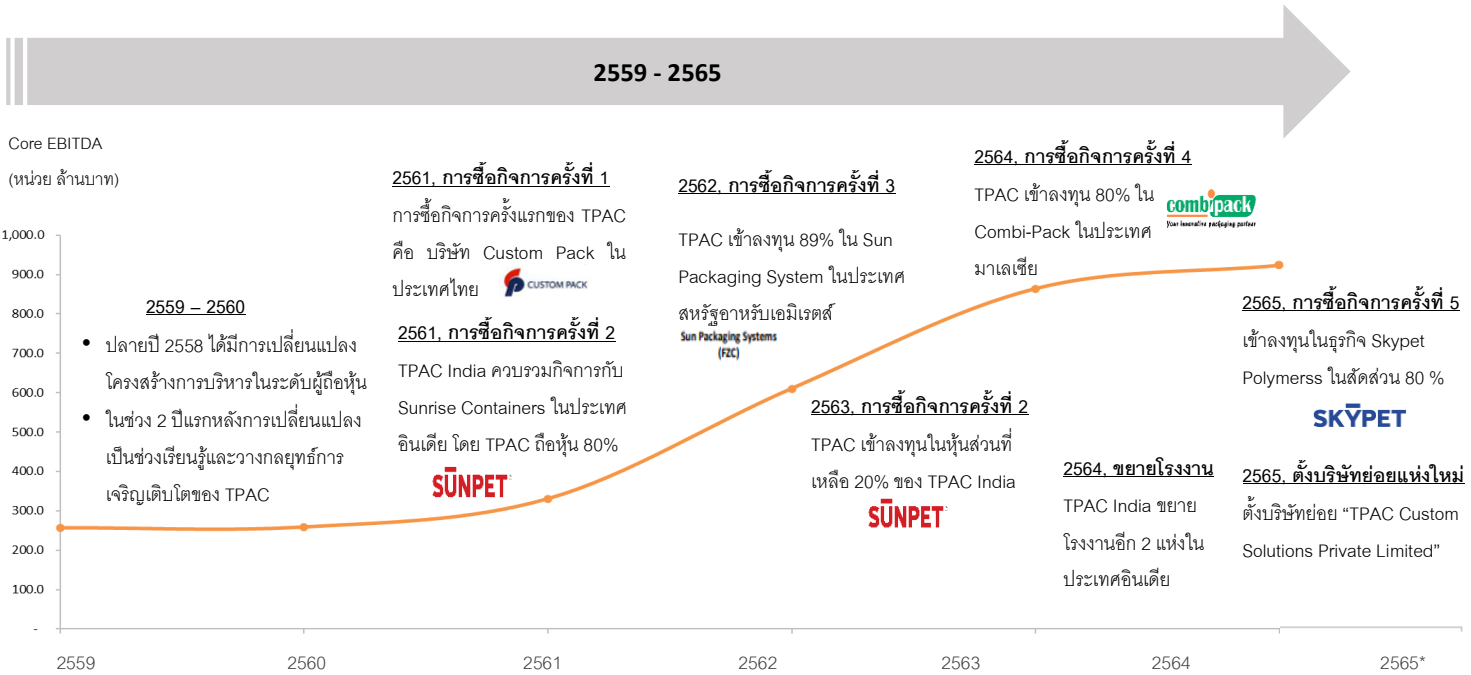 2559 - 2565
Core EBITDA
(หน่วย ล้านบาท)
1,000.0
900.0
800.0
700.0
600.0
500.0
400.0
300.0
200.0
100.0
-
2559 – 2560
• ปลายปี 2558 ได้มีการเปลี่ยนแปลง
โครงสร้างการบริหารในระดับผู้ถือหุ้น
• ในช่วง 2 ปีแรกหลังการเปลี่ยนแปลง
เป็นช่วงเรียนรู้และวางกลยุทธ์การ
เจริญเติบโตของ TPAC
2561, การซื้อกิจการครั้งที่ 1
การซื้อกิจการครั้งแรกของ TPAC
คือ บริษัท Custom Pack ใน
ประเทศไทย
CUSTOM PACK
2561, การซื้อกิจการครั้งที่ 2
TPAC India ควบรวมกิจการกับ
Sunrise Containers ในประเทศ
อินเดีย โดย TPAC ถือหุ้น 80%
SŪNPET
2562, การซื้อกิจการครั้งที่ 3
TPAC เข้าลงทุน 89% ใน Sun
Packaging System ในประเทศ
สหรัฐอาหรับเอมิเรตส์
Sun Packaging Systems
(FZC)
2563, การซื้อกิจการครั้งที่ 2
TPAC เข้าลงทุนในหุ้นส่วนที่
เหลือ 20% ของ TPAC India
SŪNPET
2564, การซื้อกิจการครั้งที่ 4
TPAC เข้าลงทุน 80% ใน
Combi-Pack ในประเทศ
มาเลเซีย
combipack
Your innovative packaging partner
2564, ขยายโรงงาน
TPAC India ขยาย
โรงงานอีก 2 แห่งใน
ประเทศอินเดีย
2565, การซื้อกิจการครั้งที่ 5
เข้าลงทุนในธุรกิจ Skypet
Polymerss ในสัดส่วน 80 %
SKȲPET
2565, ตั้งบริษัทย่อยแห่งใหม่
ตั้งบริษัทย่อย “TPAC Custom
Solutions Private Limited”
2559
2560
2561
2562
2563
2564
2565*